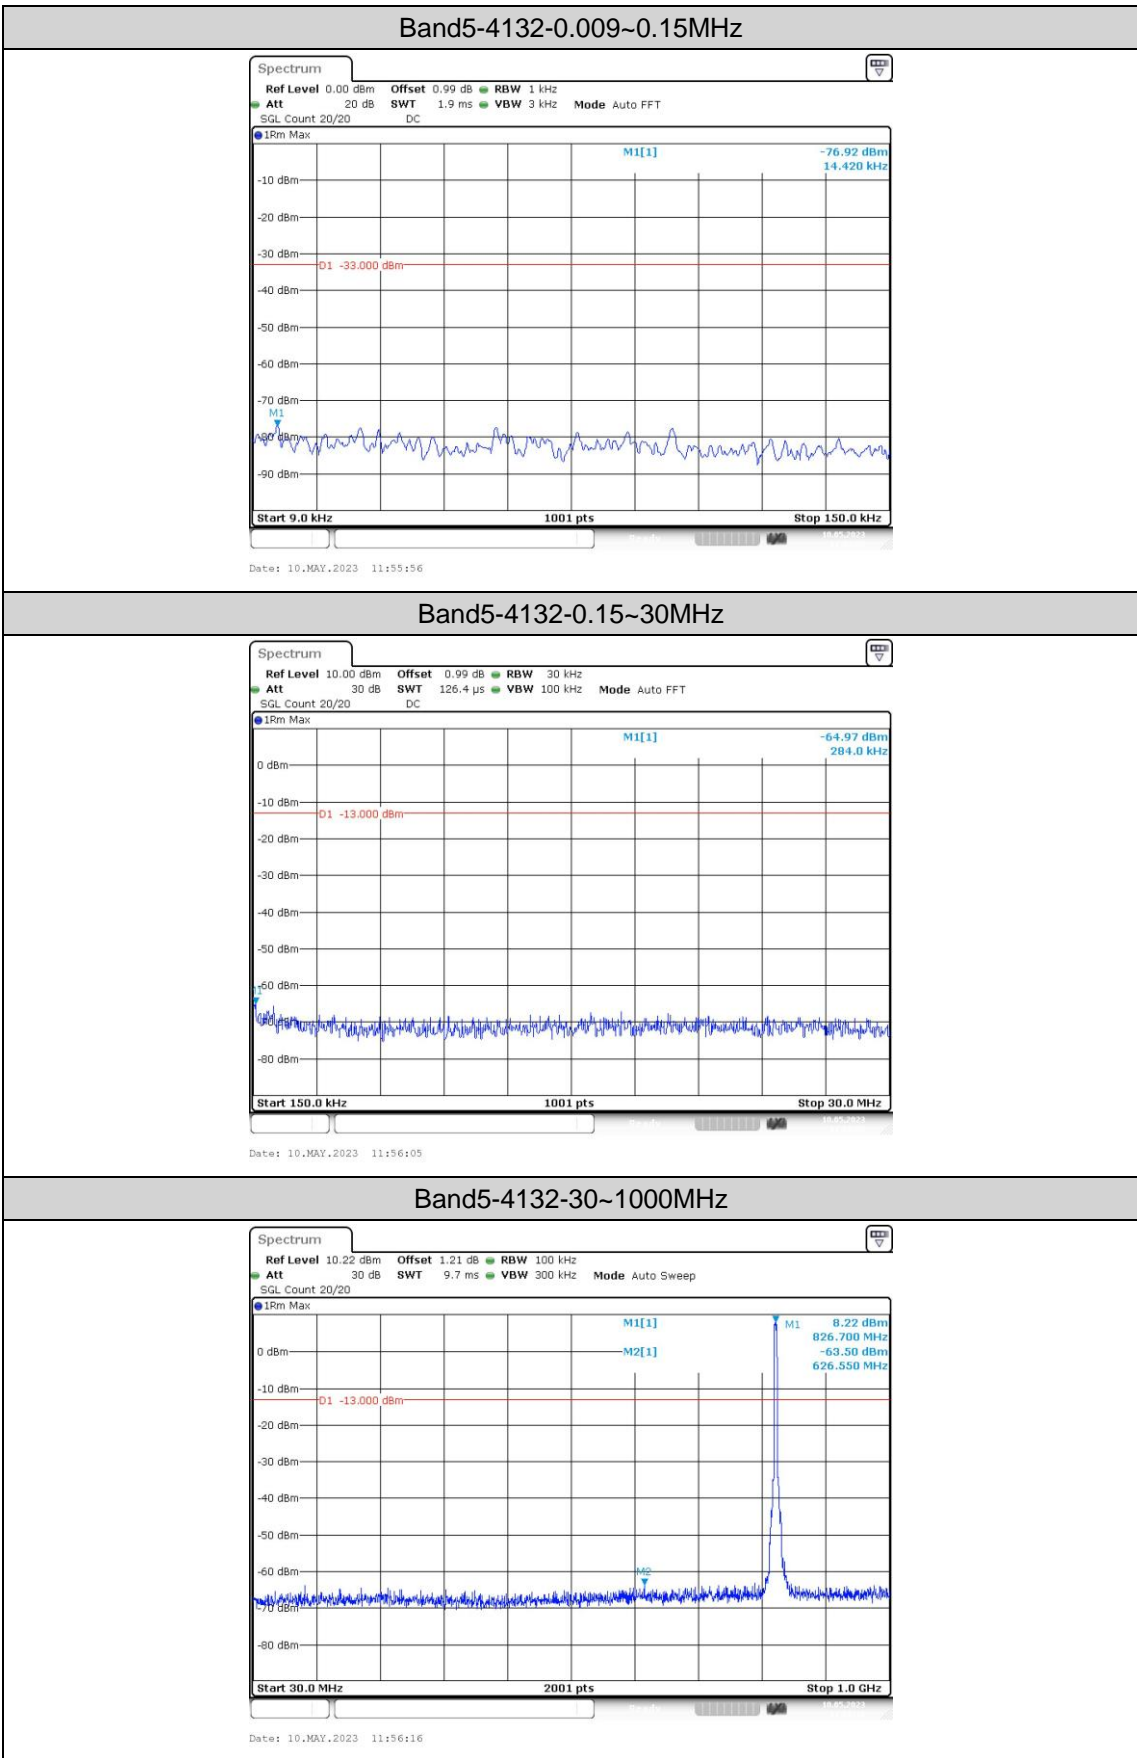 Band5-4132-0.009~0.15MHz
Spectrum
Ref Level 0.00 dBm Offset 0.99 dB RBW 1 kHz
Att 20 dB SWT 1.9 ms VBW 3 kHz Mode Auto FFT
SGL Count 20/20 DC
1Rm Max
M1[1] -76.92 dBm
14.420 kHz
-10 dBm
-20 dBm
-30 dBm
D1 -33.000 dBm
-40 dBm
-50 dBm
-60 dBm
-70 dBm
M1
-80 dBm
-90 dBm
Start 9.0 kHz 1001 pts Stop 150.0 kHz
Date: 10.MAY.2023 11:55:56
Band5-4132-0.15~30MHz
Spectrum
Ref Level 10.00 dBm Offset 0.99 dB RBW 30 kHz
Att 30 dB SWT 126.4 µs VBW 100 kHz Mode Auto FFT
SGL Count 20/20 DC
1Rm Max
M1[1] -64.97 dBm
284.0 kHz
0 dBm
-10 dBm
D1 -13.000 dBm
-20 dBm
-30 dBm
-40 dBm
-50 dBm
-60 dBm
-80 dBm
Start 150.0 kHz 1001 pts Stop 30.0 MHz
Date: 10.MAY.2023 11:56:05
Band5-4132-30~1000MHz
Spectrum
Ref Level 10.22 dBm Offset 1.21 dB RBW 100 kHz
Att 30 dB SWT 9.7 ms VBW 300 kHz Mode Auto Sweep
SGL Count 20/20
1Rm Max
M1[1] M1 8.22 dBm
826.700 MHz
0 dBm M2[1] -63.50 dBm
626.550 MHz
-10 dBm
D1 -13.000 dBm
-20 dBm
-30 dBm
-40 dBm
-50 dBm
-60 dBm
M2
-70 dBm
-80 dBm
Start 30.0 MHz 2001 pts Stop 1.0 GHz
Date: 10.MAY.2023 11:56:16